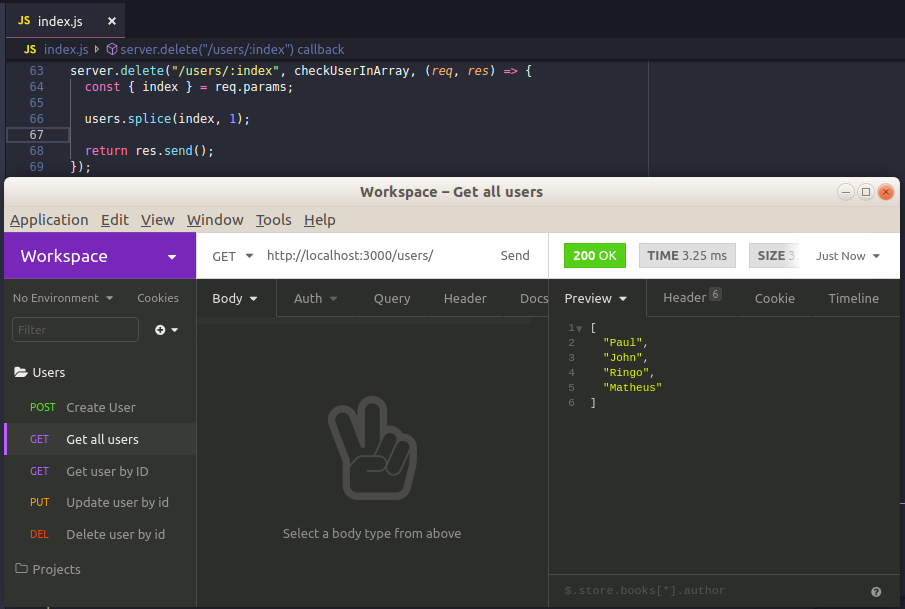 JS index.js ×
JS index.js server.delete("/users/:index") callback
63 server.delete("/users/:index", checkUserInArray, (req, res) => {
64 const { index } = req.params;
65
66 users.splice(index, 1);
67
68 return res.send();
69 });
Workspace – Get all users
Application Edit View Window Tools Help
Workspace
GET http://localhost:3000/users/ Send
200 OK TIME 3.25 ms SIZE Just Now
No Environment Cookies
Body Auth Query Header Docs
Preview Header 6 Cookie Timeline
Filter
Users
POST Create User
GET Get all users
GET Get user by ID
PUT Update user by id
DEL Delete user by id
Projects
Select a body type from above
1 [
2 "Paul",
3 "John",
4 "Ringo",
5 "Matheus"
6 ]
$.store.books[*].author ?